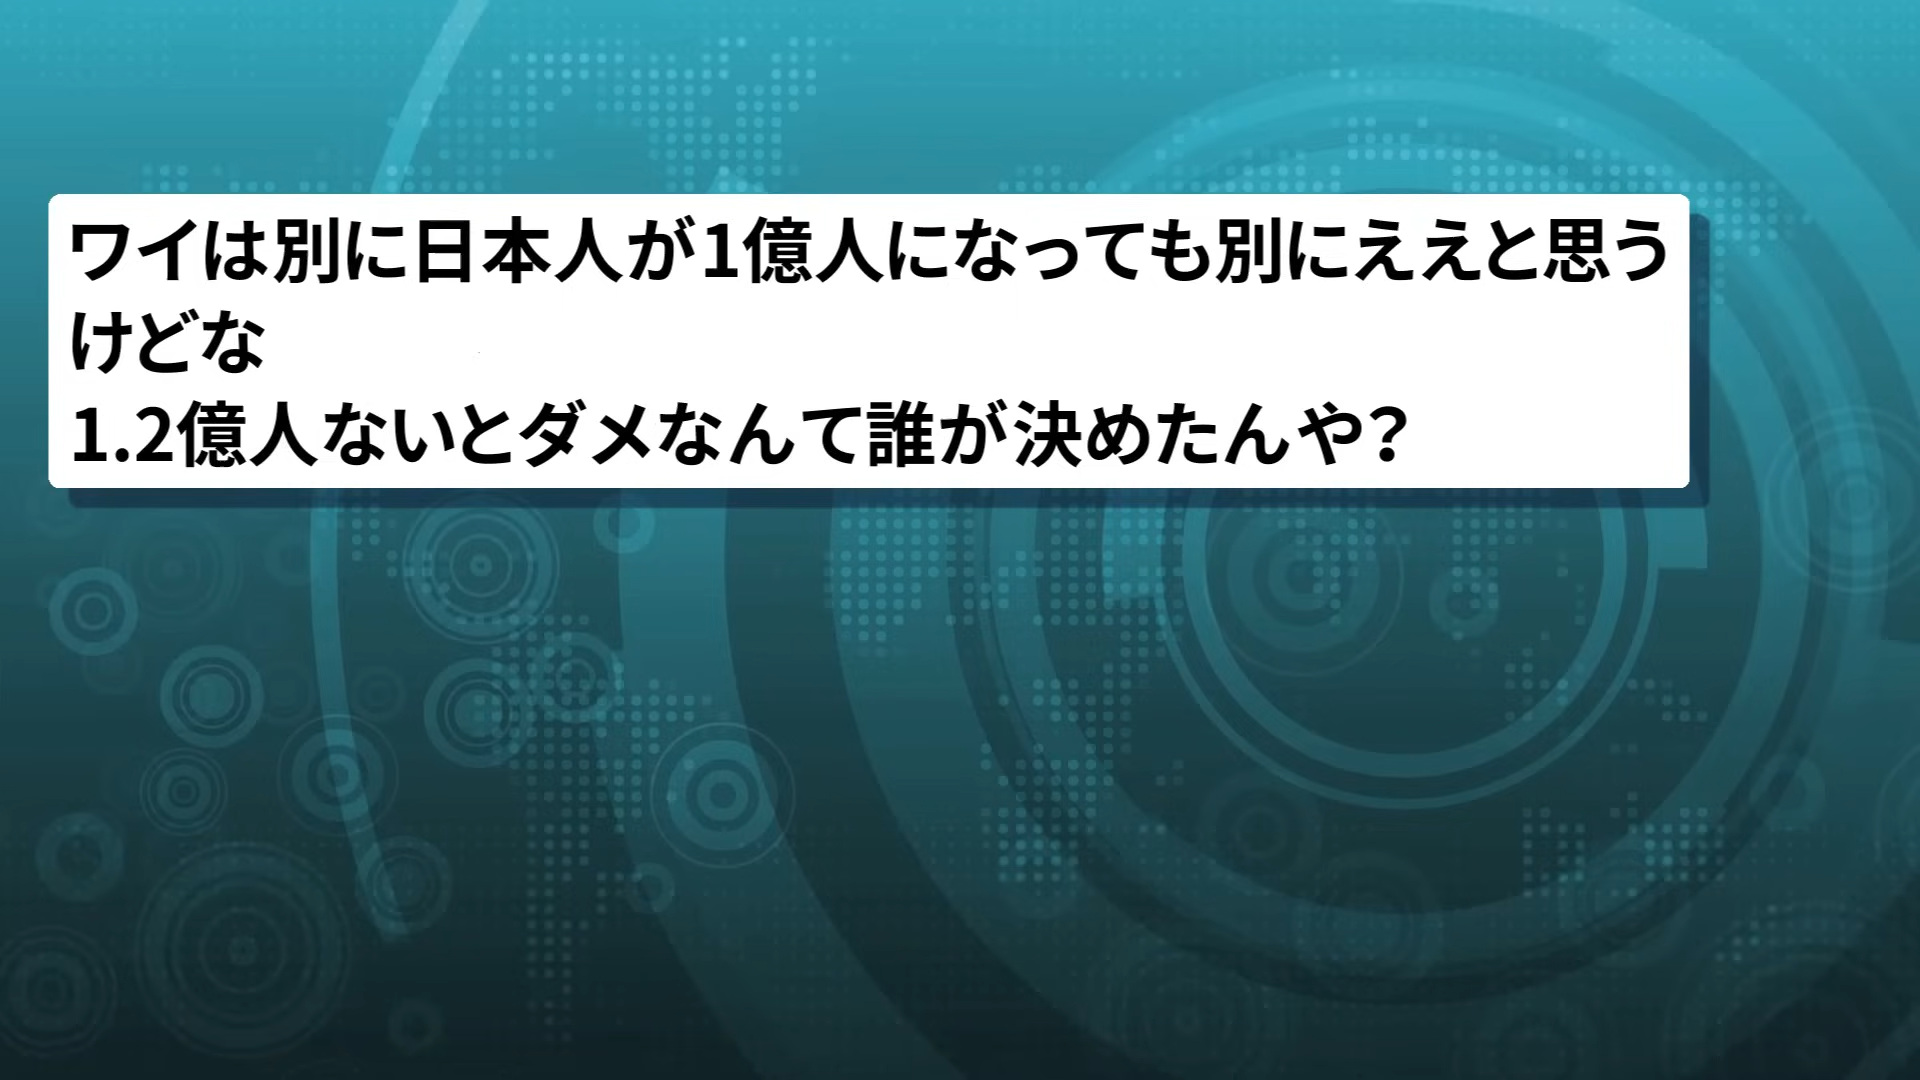 ワイは別に日本人が1億人になっても別にええと思う
けどな
1.2億人ないとダメなんて誰が決めたんや？